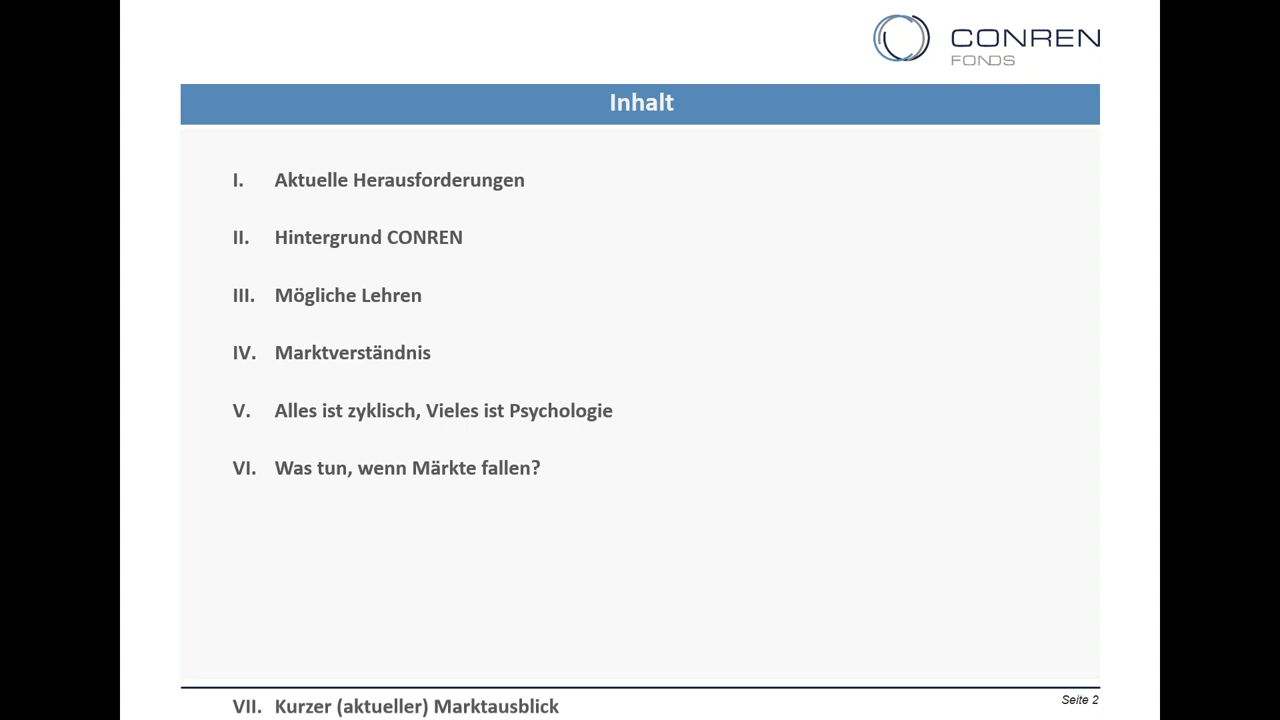 CONREN
FONDS
Inhalt
I. Aktuelle Herausforderungen
II. Hintergrund CONREN
III. Mögliche Lehren
IV. Marktverständnis
V. Alles ist zyklisch, Vieles ist Psychologie
VI. Was tun, wenn Märkte fallen?
Seite 2
VII. Kurzer (aktueller) Marktausblick